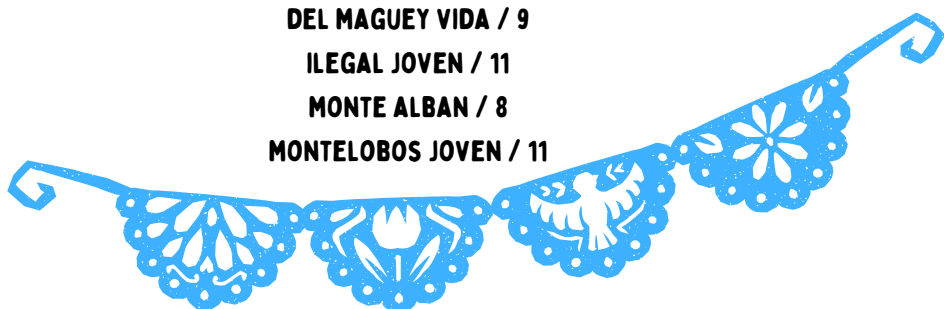 DEL MAGUEY VIDA / 9
ILEGAL JOVEN / 11
MONTE ALBAN / 8
MONTELOBOS JOVEN / 11